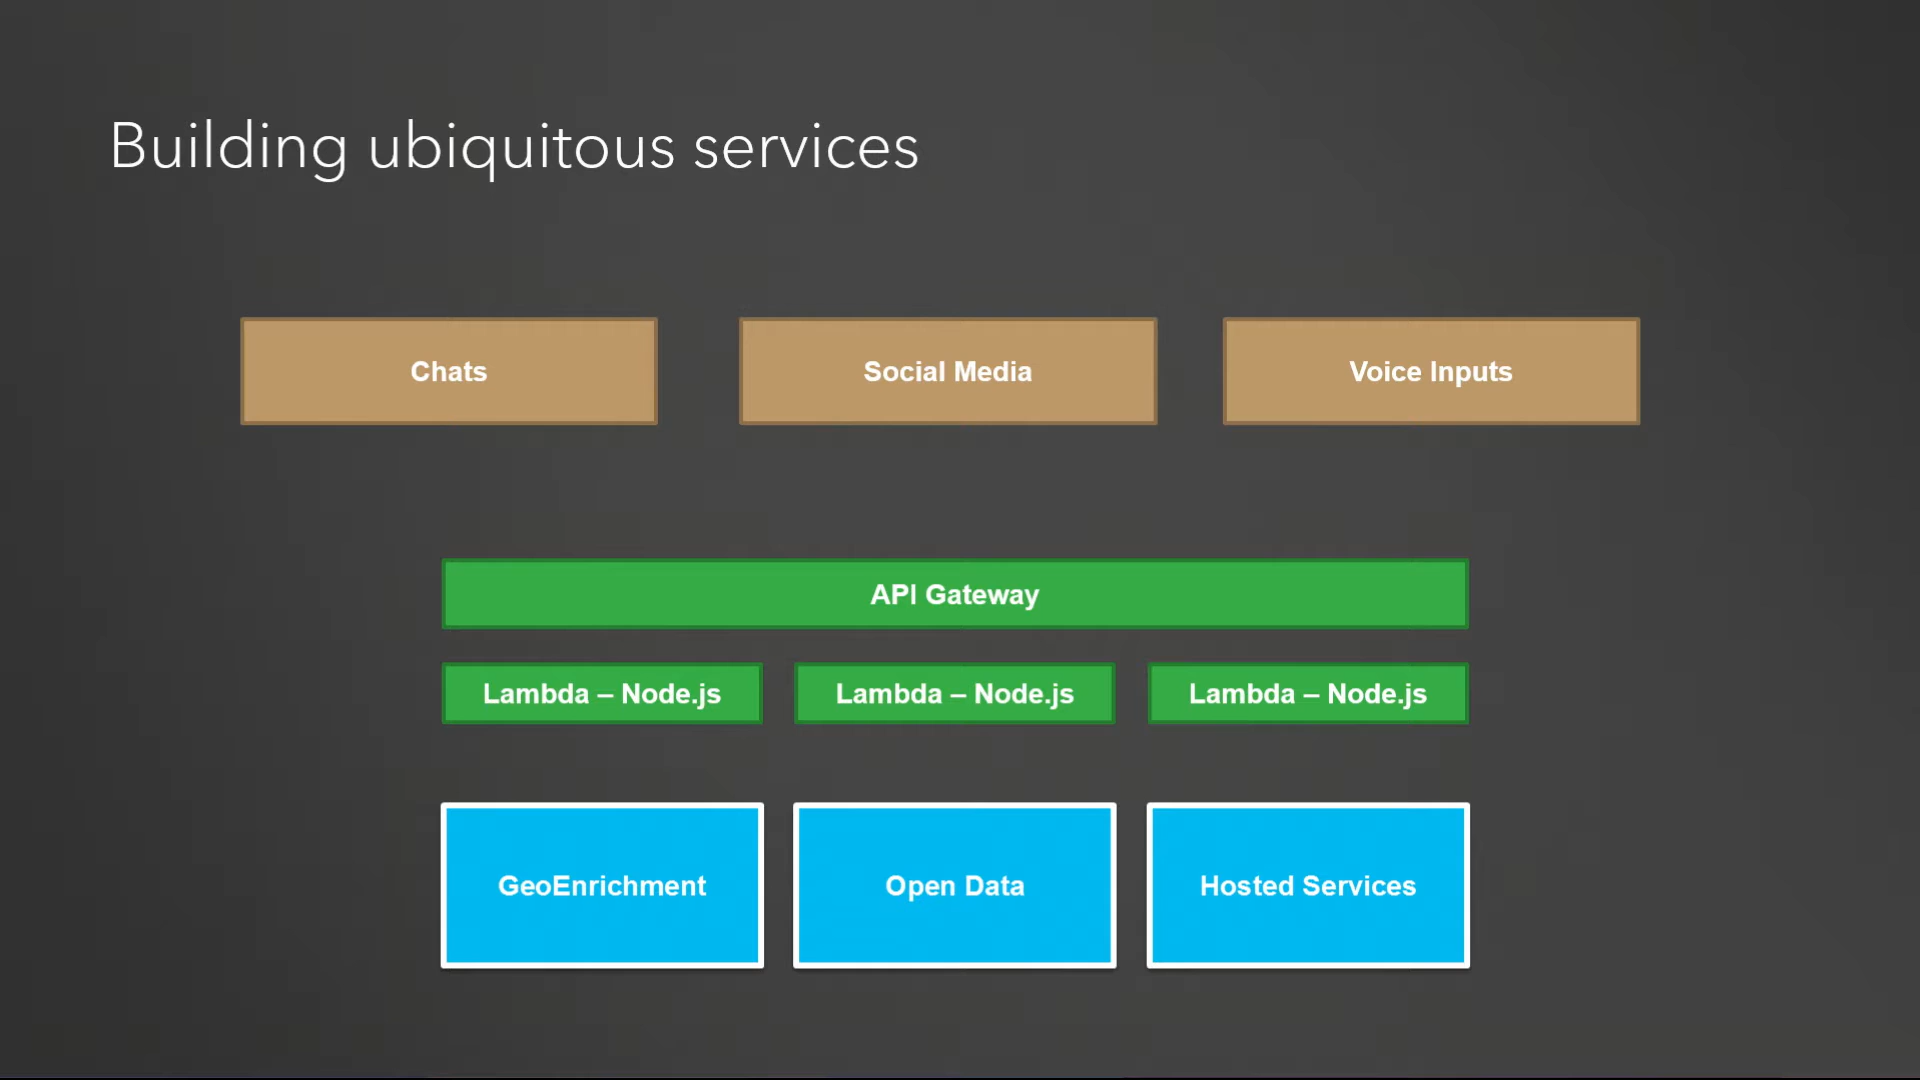 Building ubiquitous services
Chats
Social Media
Voice Inputs
API Gateway
Lambda – Node.js
Lambda – Node.js
Lambda – Node.js
GeoEnrichment
Open Data
Hosted Services